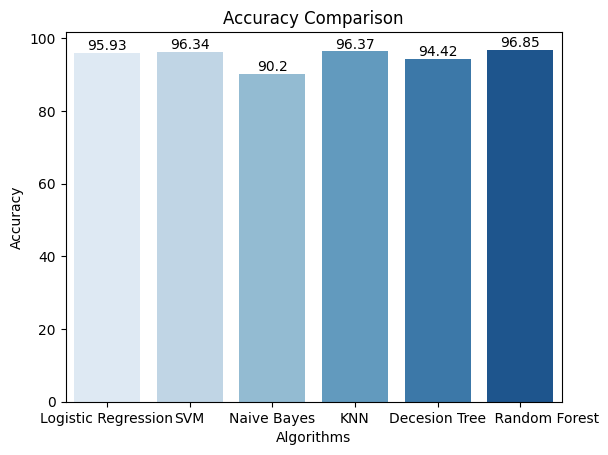 Accuracy Comparison
95.93 96.34 90.2 96.37 94.42 96.85
100
80
60
40
20
0
Accuracy
Logistic Regression SVM Naive Bayes KNN Decesion Tree Random Forest
Algorithms